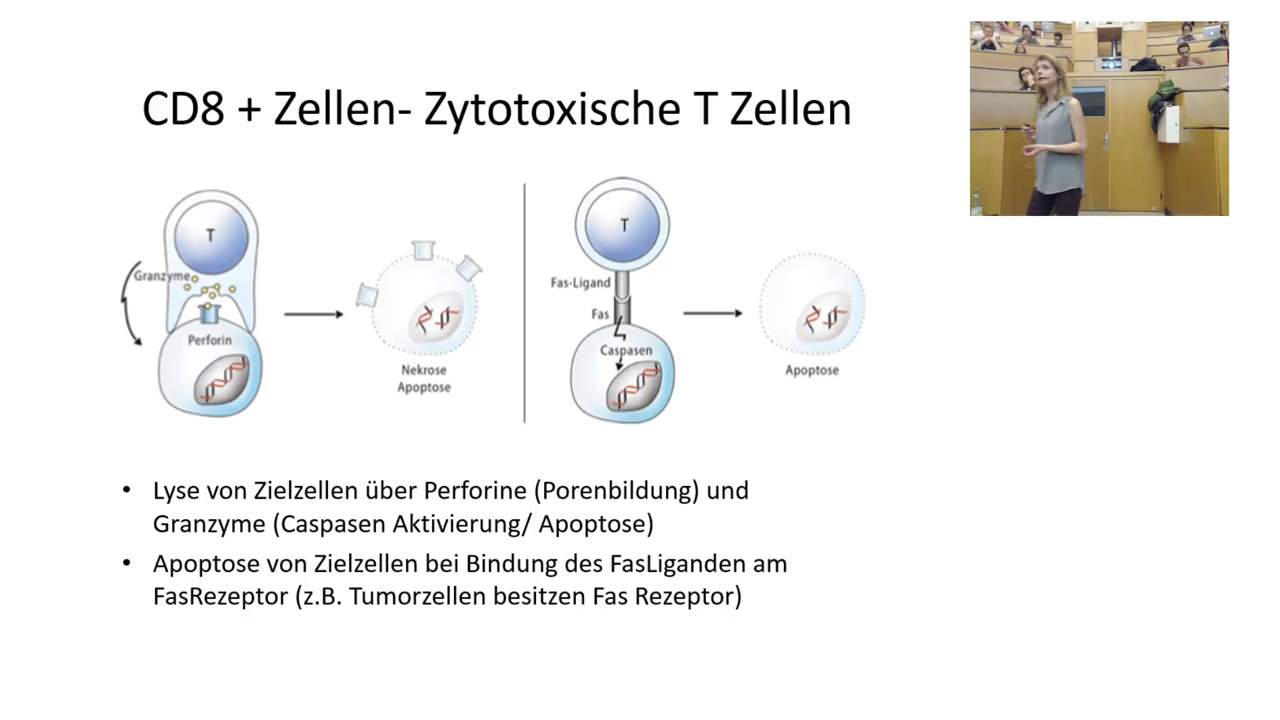 CD8 + Zellen- Zytotoxische T Zellen
T
Granzyme
Perforin
Nekrose
Apoptose
T
Fas-Ligand
Fas
Caspasen
Apoptose
• Lyse von Zielzellen über Perforine (Porenbildung) und
Granzyme (Caspasen Aktivierung/ Apoptose)
• Apoptose von Zielzellen bei Bindung des FasLiganden am
FasRezeptor (z.B. Tumorzellen besitzen Fas Rezeptor)